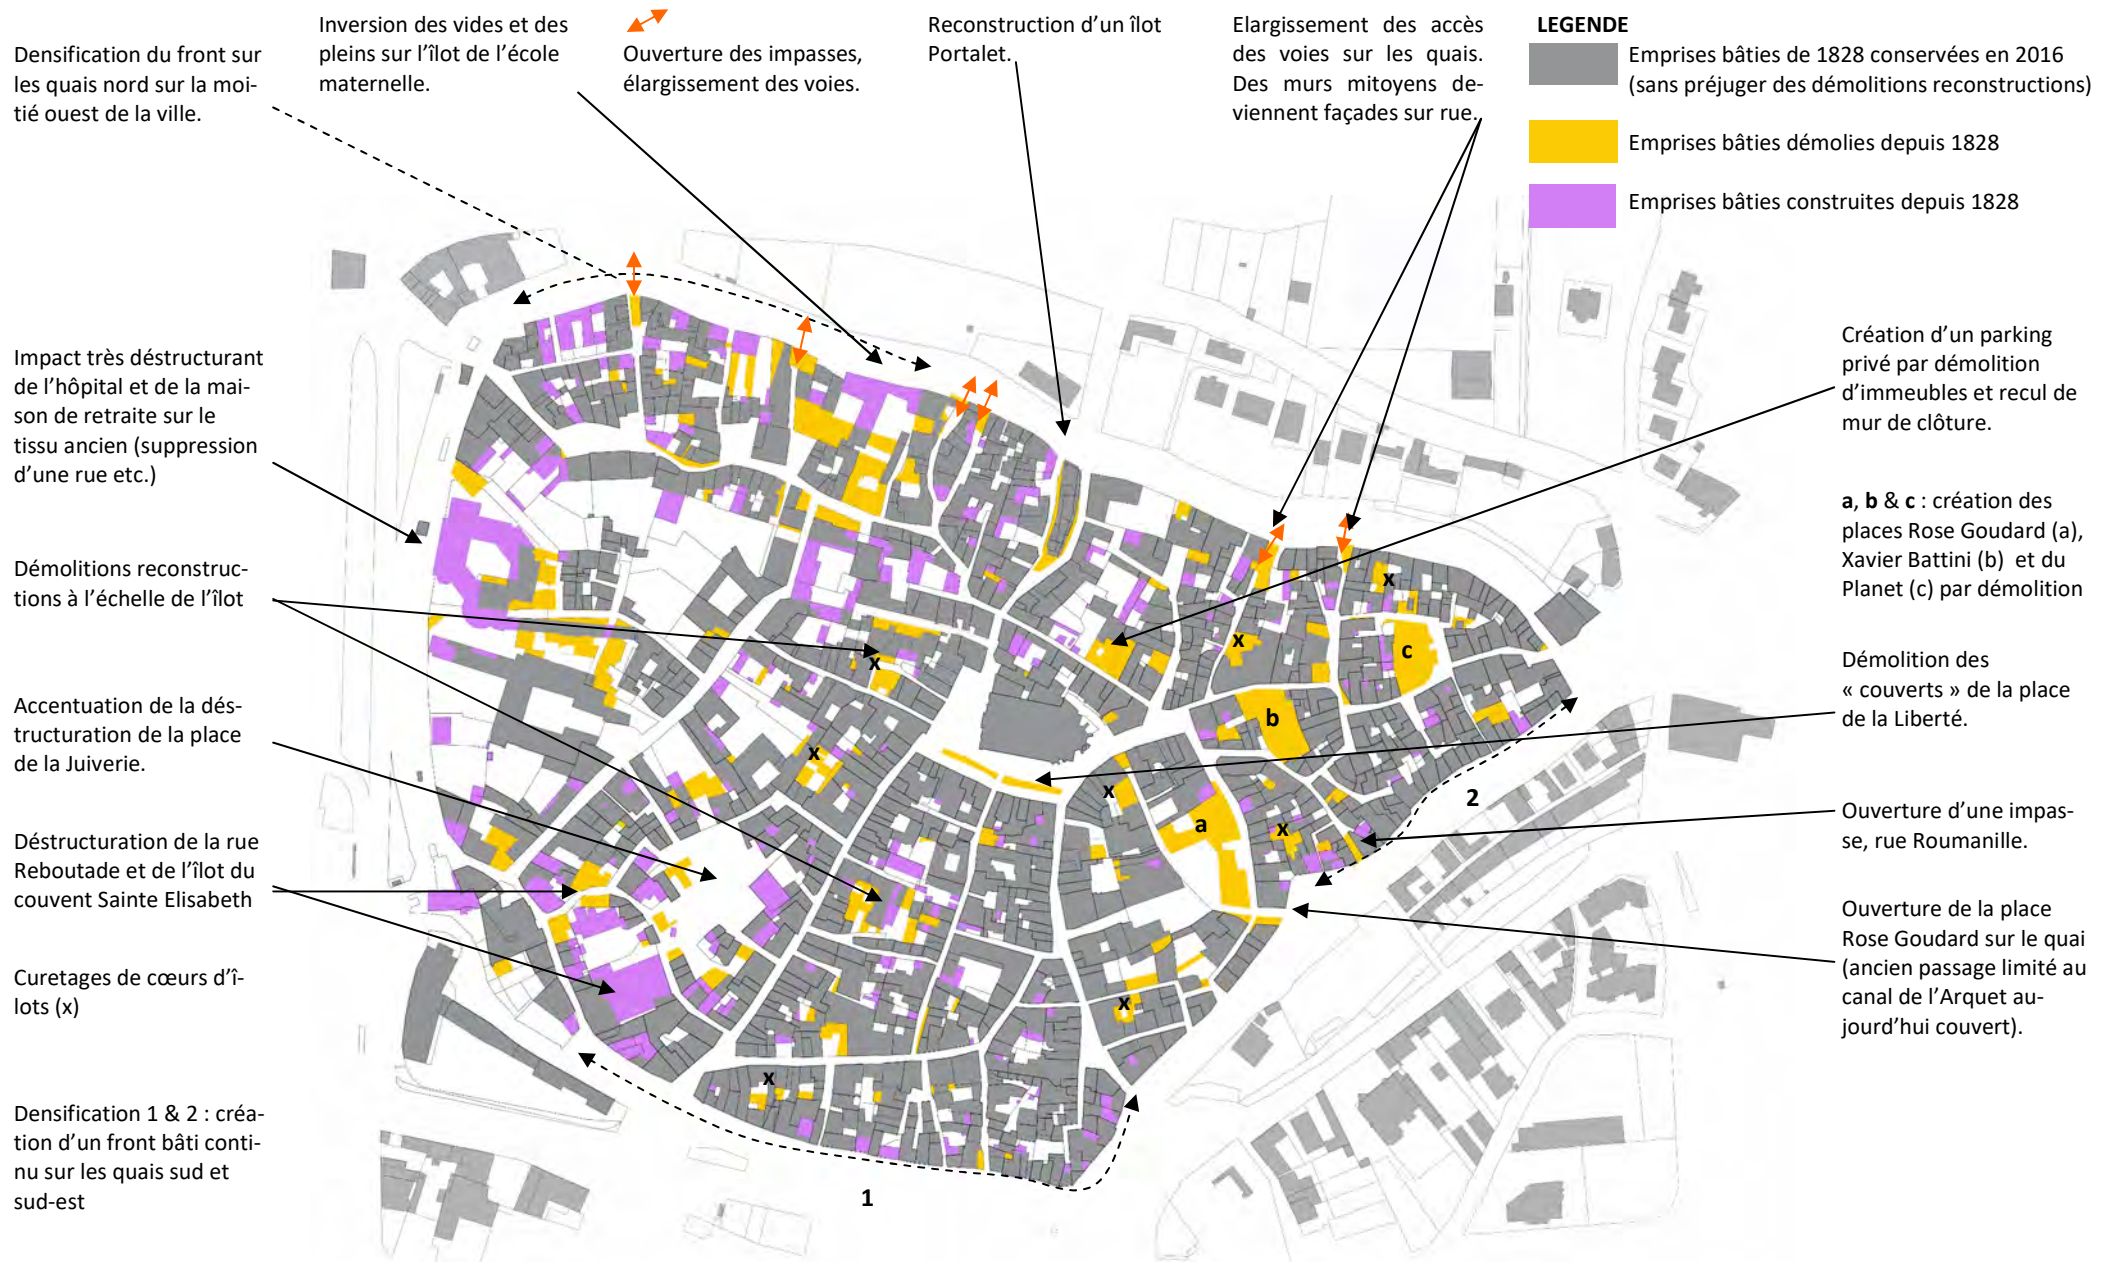 Densification du front sur
les quais nord sur la moi-
tié ouest de la ville.
Inversion des vides et des
pleins sur l’îlot de l’école
maternelle.
Ouverture des impasses,
élargissement des voies.
Reconstruction d’un îlot
Portalet.
Elargissement des accès
des voies sur les quais.
Des murs mitoyens de-
viennent façades sur rue.
LEGENDE
Emprises bâties de 1828 conservées en 2016
(sans préjuger des démolitions reconstructions)
Emprises bâties démolies depuis 1828
Emprises bâties construites depuis 1828
Impact très déstructurant
de l’hôpital et de la mai-
son de retraite sur le
tissu ancien (suppression
d’une rue etc.)
Démolitions reconstruc-
tions à l’échelle de l’îlot
Accentuation de la dés-
tructuration de la place
de la Juiverie.
Déstructuration de la rue
Reboutade et de l’îlot du
couvent Sainte Elisabeth
Curetages de cœurs d’î-
lots (x)
Densification 1 & 2 : créa-
tion d’un front bâti conti-
nu sur les quais sud et
sud-est
Création d’un parking
privé par démolition
d’immeubles et recul de
mur de clôture.
a, b & c : création des
places Rose Goudard (a),
Xavier Battini (b) et du
Planet (c) par démolition
Démolition des
« couverts » de la place
de la Liberté.
Ouverture d’une impas-
se, rue Roumanille.
Ouverture de la place
Rose Goudard sur le quai
(ancien passage limité au
canal de l’Arquet au-
jourd’hui couvert).
x
x
x
c
b
x
x
2
a
x
x
x
1